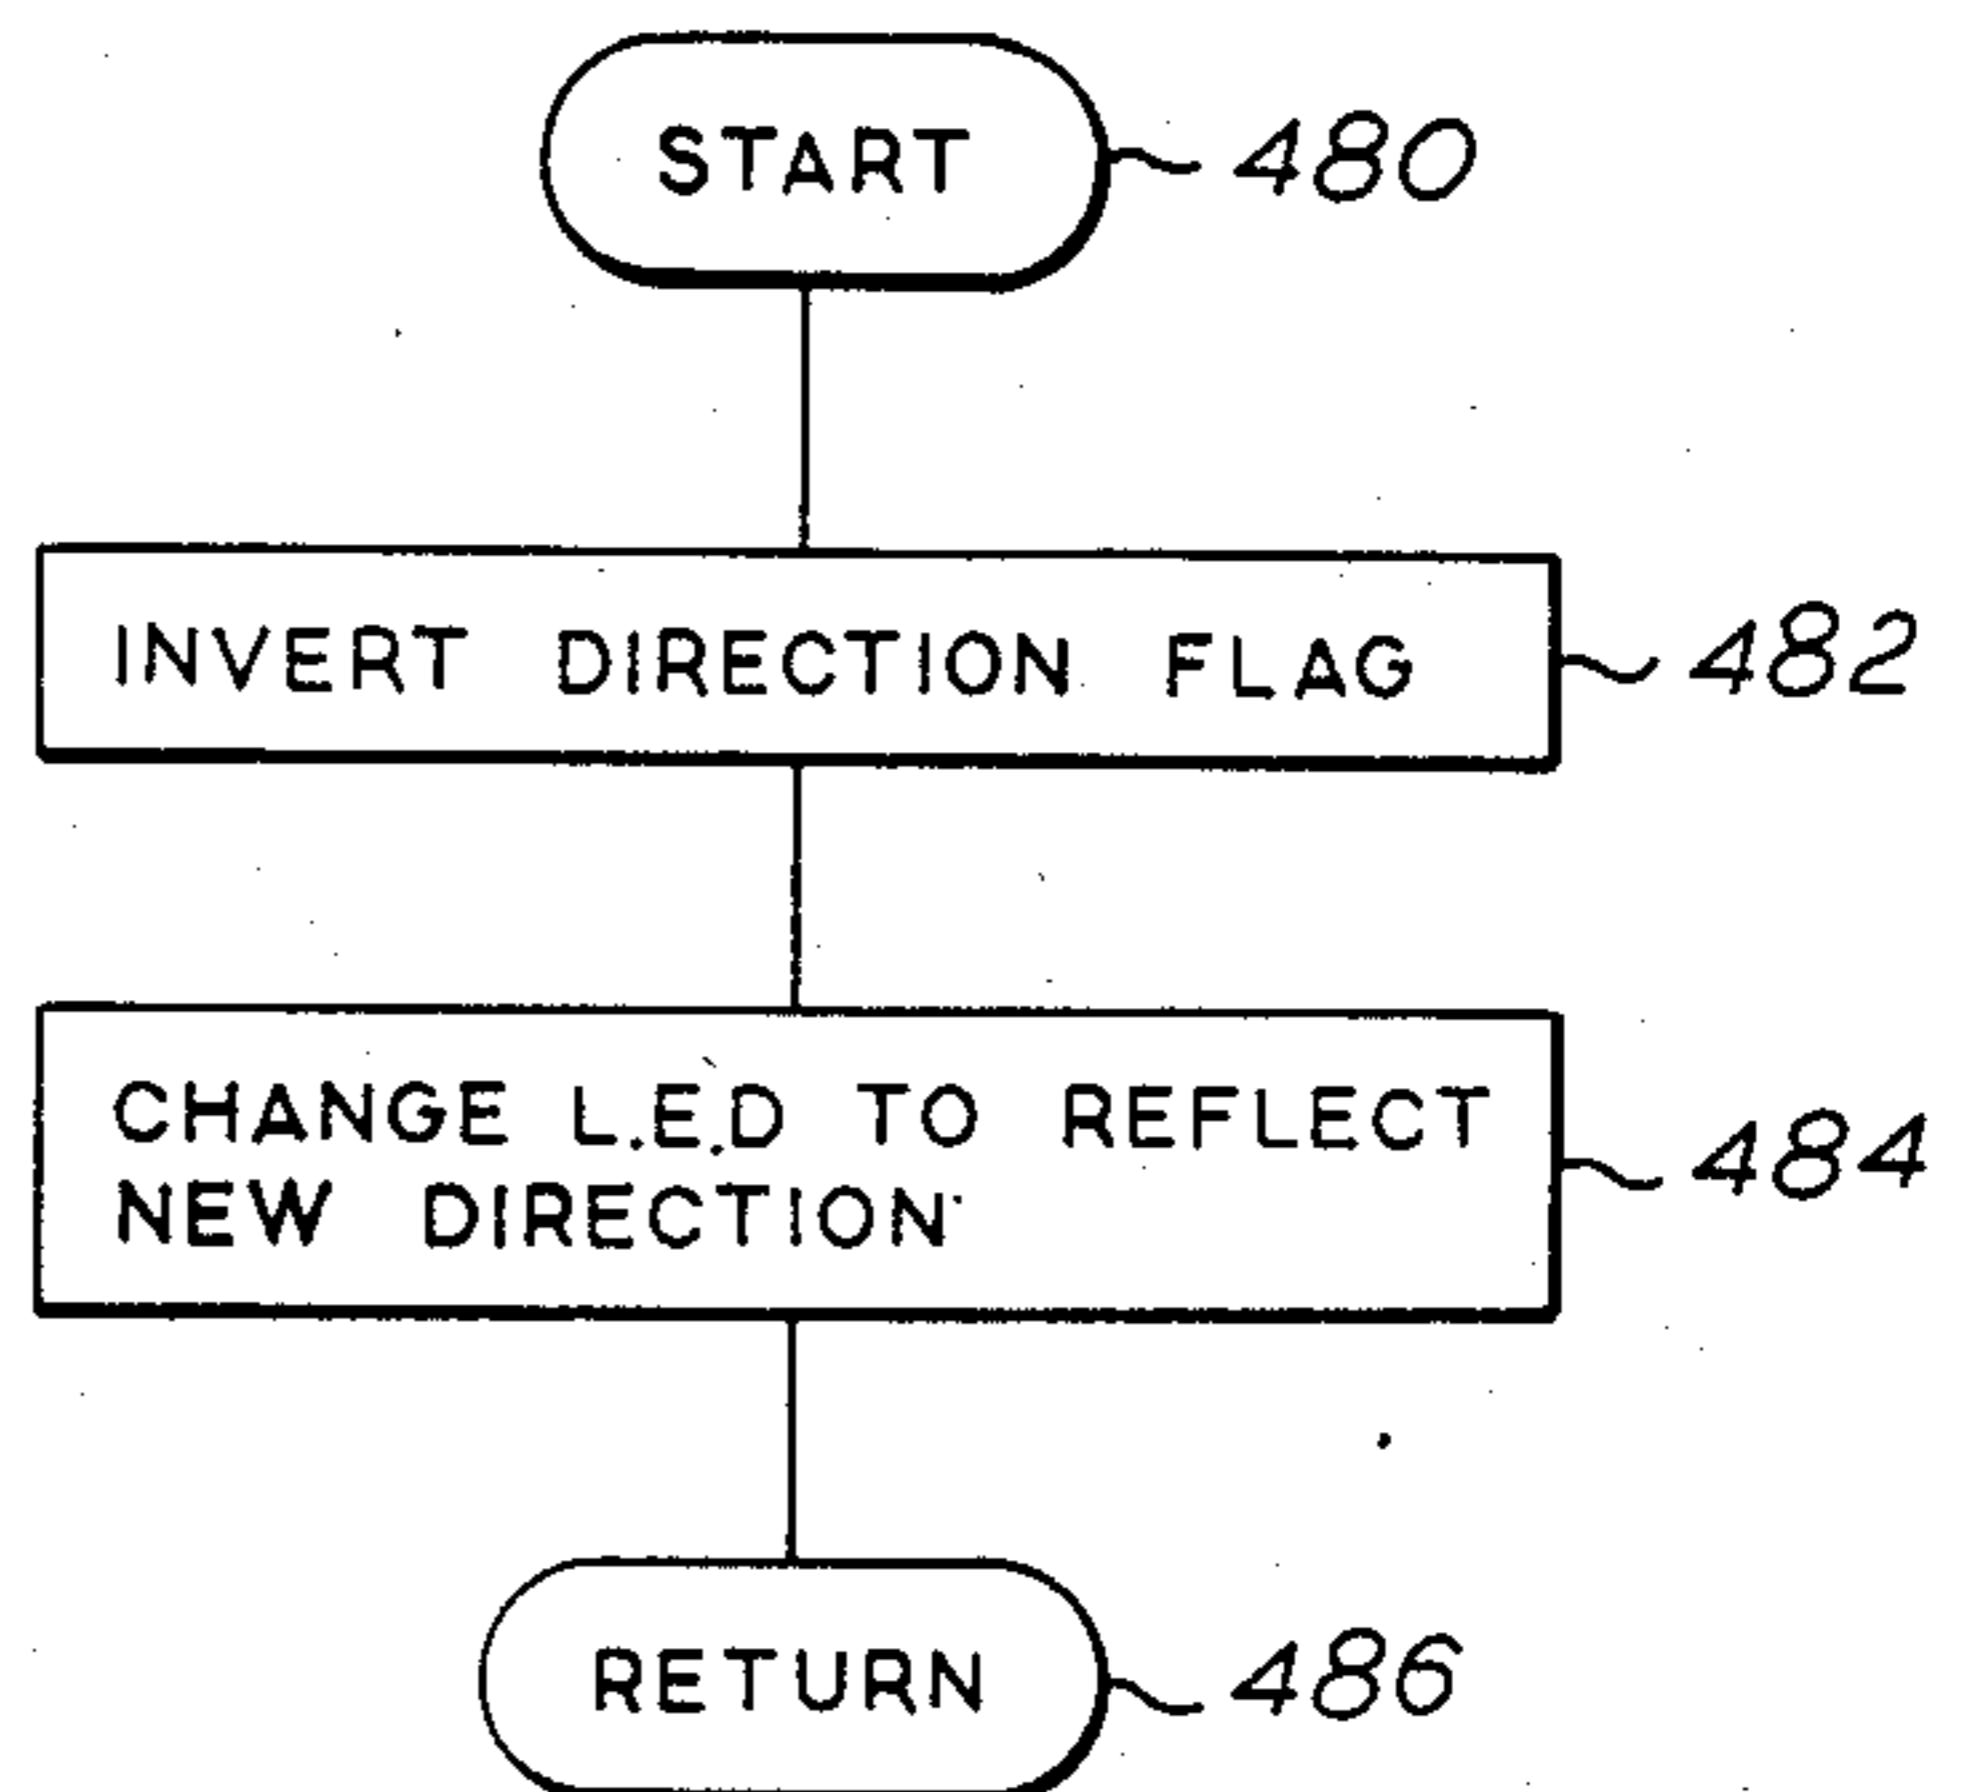 START 480
INVERT DIRECTION FLAG 482
CHANGE L.E.D TO REFLECT
NEW DIRECTION
484
RETURN 486